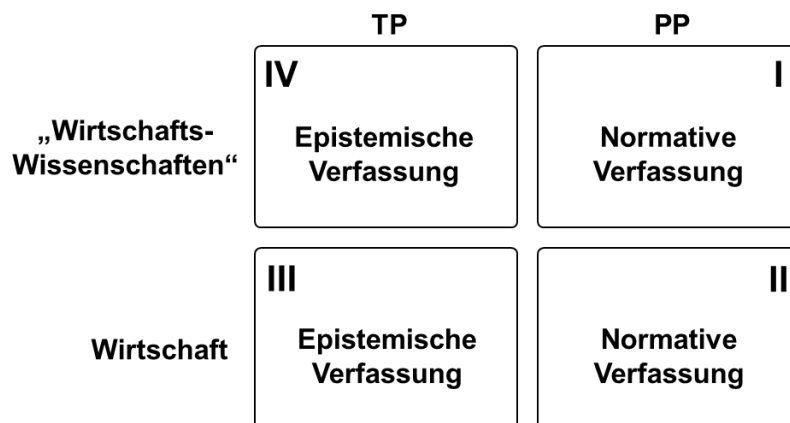 TP PP
IV I
„Wirtschafts-
Wissenschaften“
Epistemische
Verfassung
Normative
Verfassung
III II
Wirtschaft
Epistemische
Verfassung
Normative
Verfassung